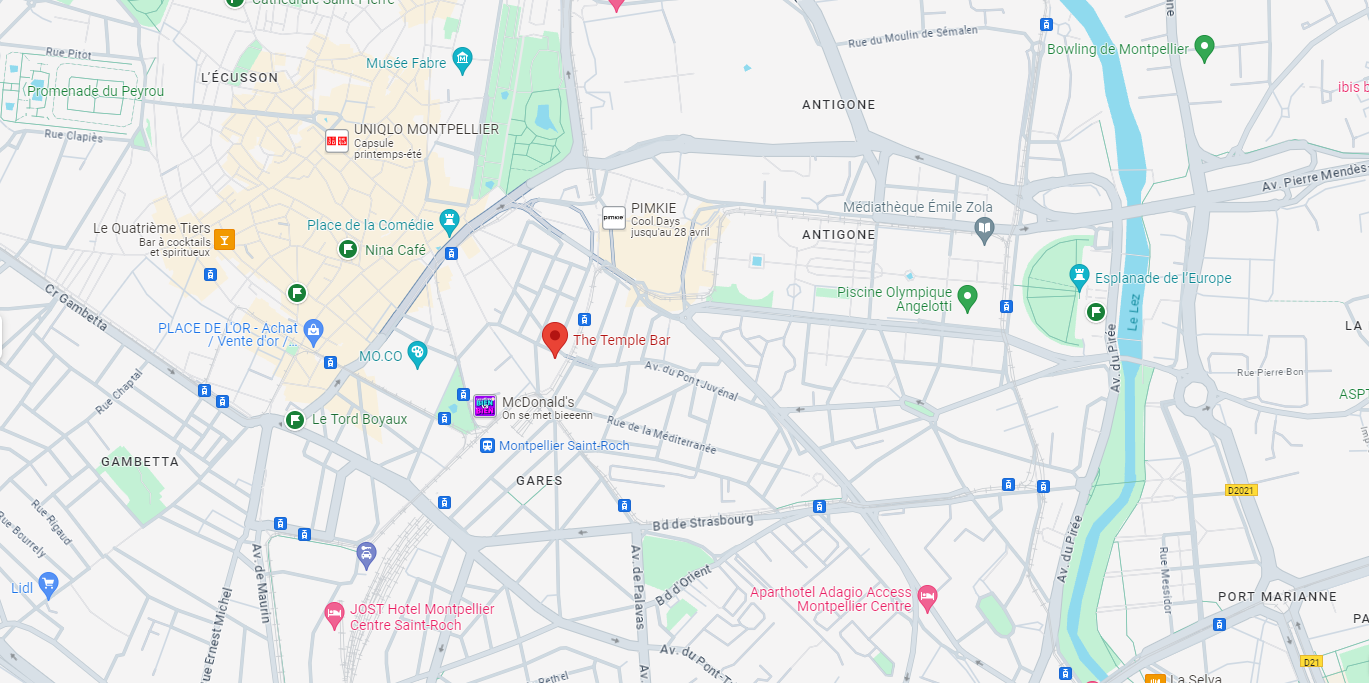 Cathédrale Saint-Pierre
Rue Pitot
L'ÉCUSSON
Musée Fabre
Rue du Moulin de Sémalen
Bowling de Montpellier
Promenade du Peyrou
ibis b
ANTIGONE
UNIQLO MONTPELLIER
Capsule
printemps-été
Rue Clapiès
Av. Pierre Mendès
PIMKIE
Cool Days
jusqu'au 28 avril
pimkie
Médiathèque Émile Zola
Le Quatrième Tiers
Bar à cocktails
et spiritueux
Place de la Comédie
ANTIGONE
Nina Café
Esplanade de l'Europe
Cr Gambetta
Piscine Olympique
Angelotti
Le Lez
PLACE DE L'OR - Achat
/ Vente d'or /...
LA
The Temple Bar
MO.CO
Av. du Pirée
Rue Chaptal
Av. du Pont Juvénal
Rue Pierre Bon
ASPT
McDonald's
On se met bieeenn
Le Tord Boyaux
Rue de la Méditerranée
Montpellier Saint-Roch
GAMBETTA
GARES
D2021
Rue Rigaud
Rue Bourrely
Bd de Strasbourg
Av. du Pirée
Av. de Maurin
Av. de Palavas
Bd d'Orient
Rue Messidor
Lidl
Rue Ernest Michel
JOST Hotel Montpellier
Centre Saint-Roch
Aparthotel Adagio Access
Montpellier Centre
PORT MARIANNE
PA
Av. du Pont-T
Av.
Bethel
D21
La Selva